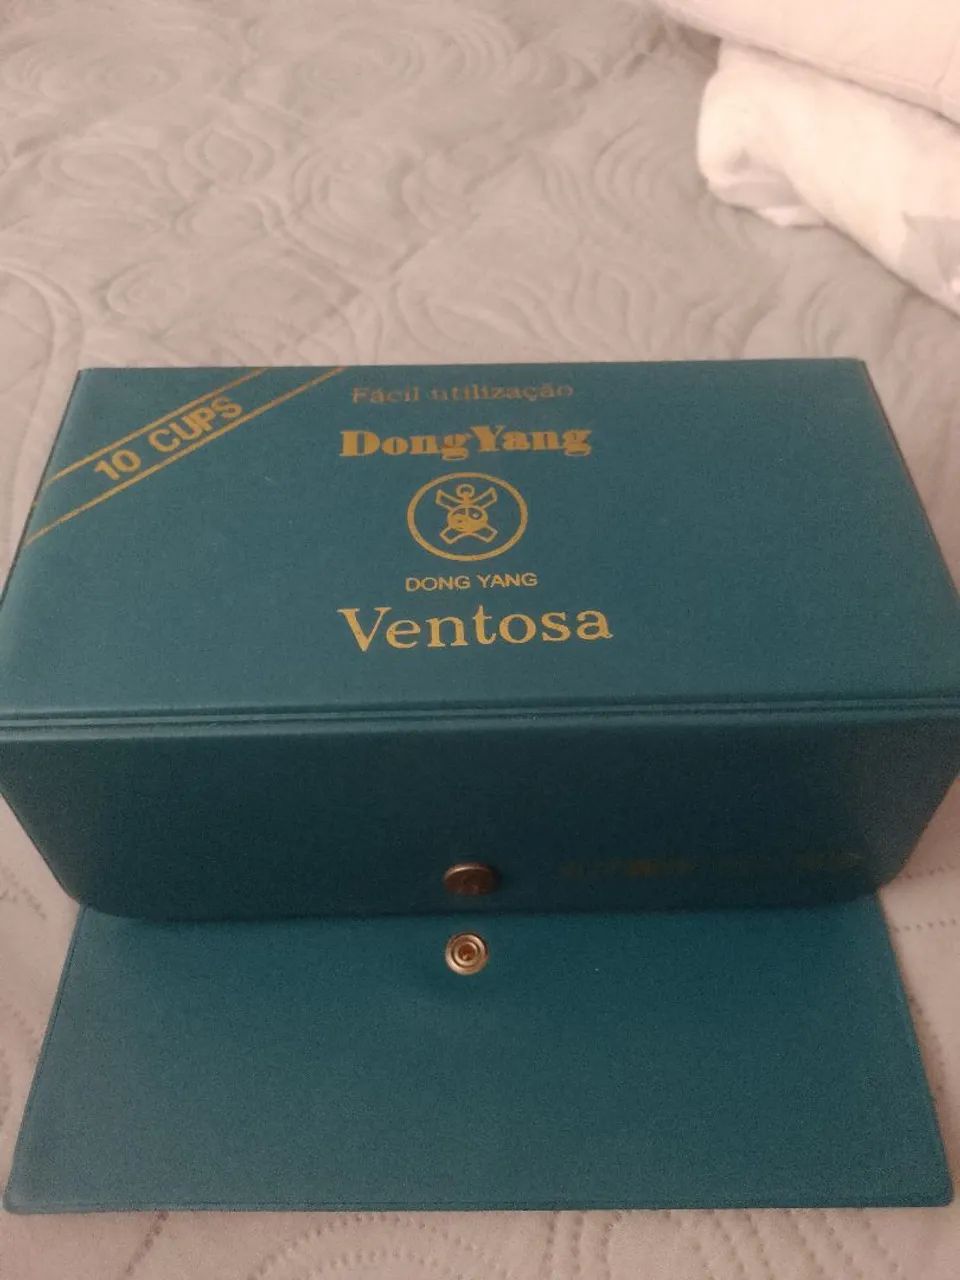 10 CUPS
Fácil utilização
DongYang
DONG YANG
Ventosa